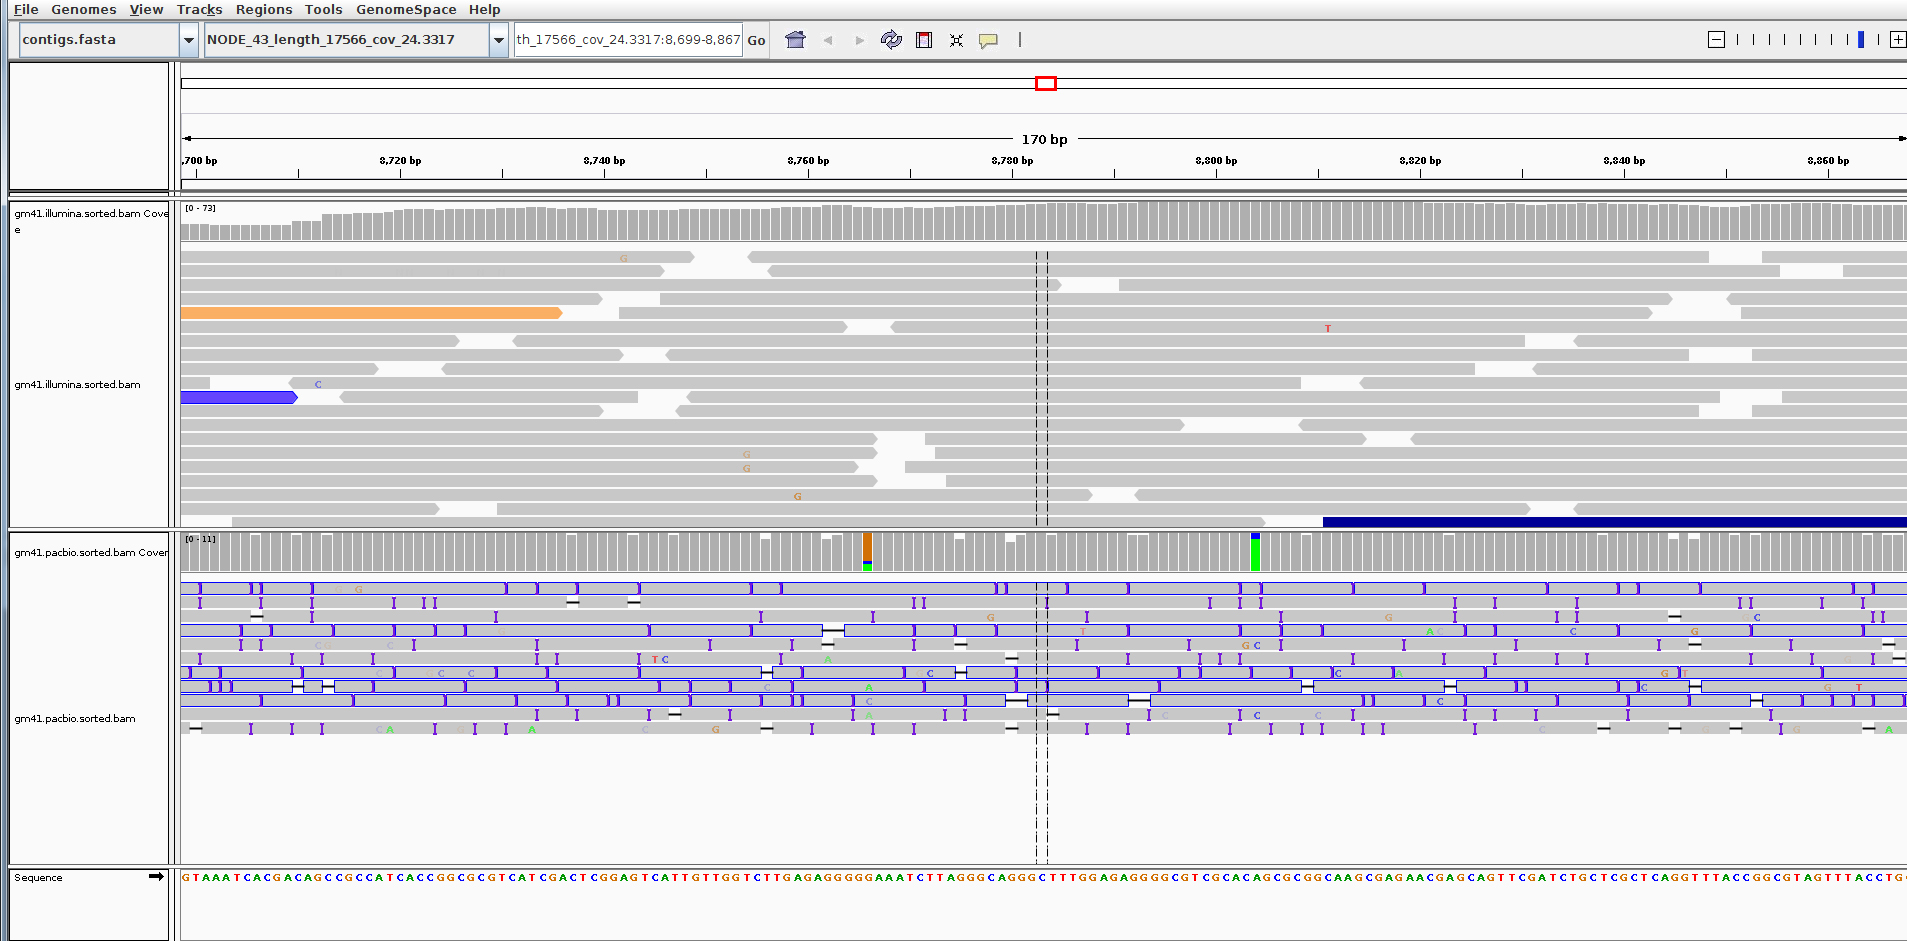 File Genomes View Tracks Regions Tools GenomeSpace Help
contigs.fasta NODE_43_length_17566_cov_24.3317 th_17566_cov_24.3317:8,699-8,867 Go
170 bp
,700 bp 8,720 bp 8,740 bp 8,760 bp 8,780 bp 8,800 bp 8,820 bp 8,840 bp 8,860 bp
gm41.illumina.sorted.bam Cove
e
[0 - 73]
G
T
gm41.illumina.sorted.bam
C
G
G
G
gm41.pacbio.sorted.bam Cover
[0 - 11]
G
G G C
T A C G
G C
T C A
C A G
A C G T
C C
gm41.pacbio.sorted.bam
A C
A A G A
Sequence
GTAAATCACGACAGCCGCCATCACCGGCGCGTCATCGACTCGGAGTCATTGTTGGTCTTGAGAGGGGGAAATCTTAGGGCAGGGCTTTGGAGAGGGGCGTCGCACAGCGCGGCAAGCGAGAACGAGCAGTTCGATCTGCTCGCTCAGGTTTACCGGCGTAGTTTACCTG